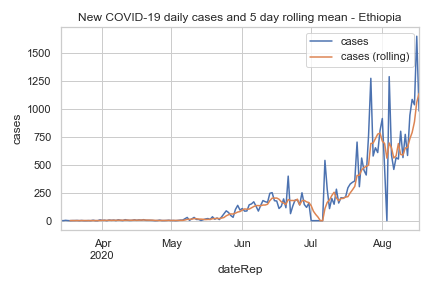 New COVID-19 daily cases and 5 day rolling mean - Ethiopia
cases
cases (rolling)
1500
1250
1000
750
500
250
0
cases
Apr
2020
May
Jun
Jul
Aug
dateRep